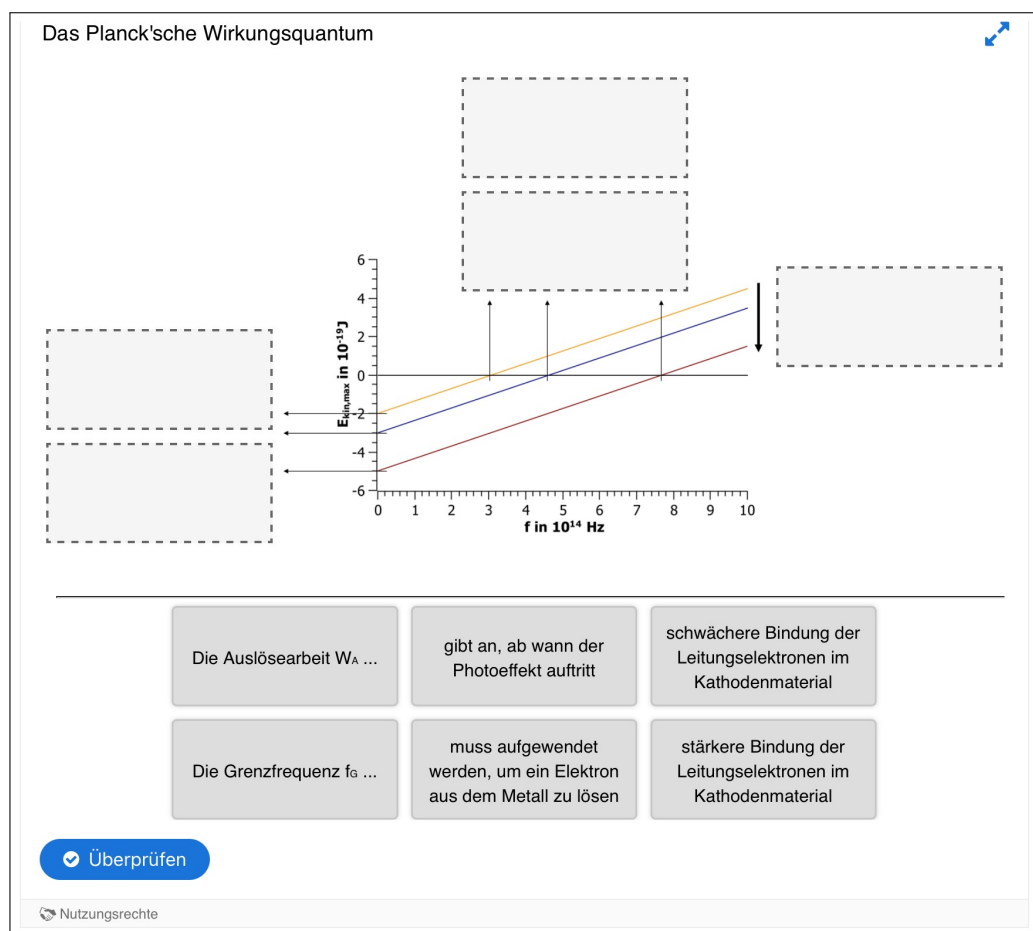 Das Planck'sche Wirkungsquantum
6
4
2
0
-2
-4
-6
Ekin,max in 10⁻¹⁹J
0 1 2 3 4 5 6 7 8 9 10
f in 10¹⁴ Hz
Die Auslösearbeit WA ...
gibt an, ab wann der
Photoeffekt auftritt
schwächere Bindung der
Leitungselektronen im
Kathodenmaterial
Die Grenzfrequenz fG ...
muss aufgewendet
werden, um ein Elektron
aus dem Metall zu lösen
stärkere Bindung der
Leitungselektronen im
Kathodenmaterial
Überprüfen
Nutzungsrechte